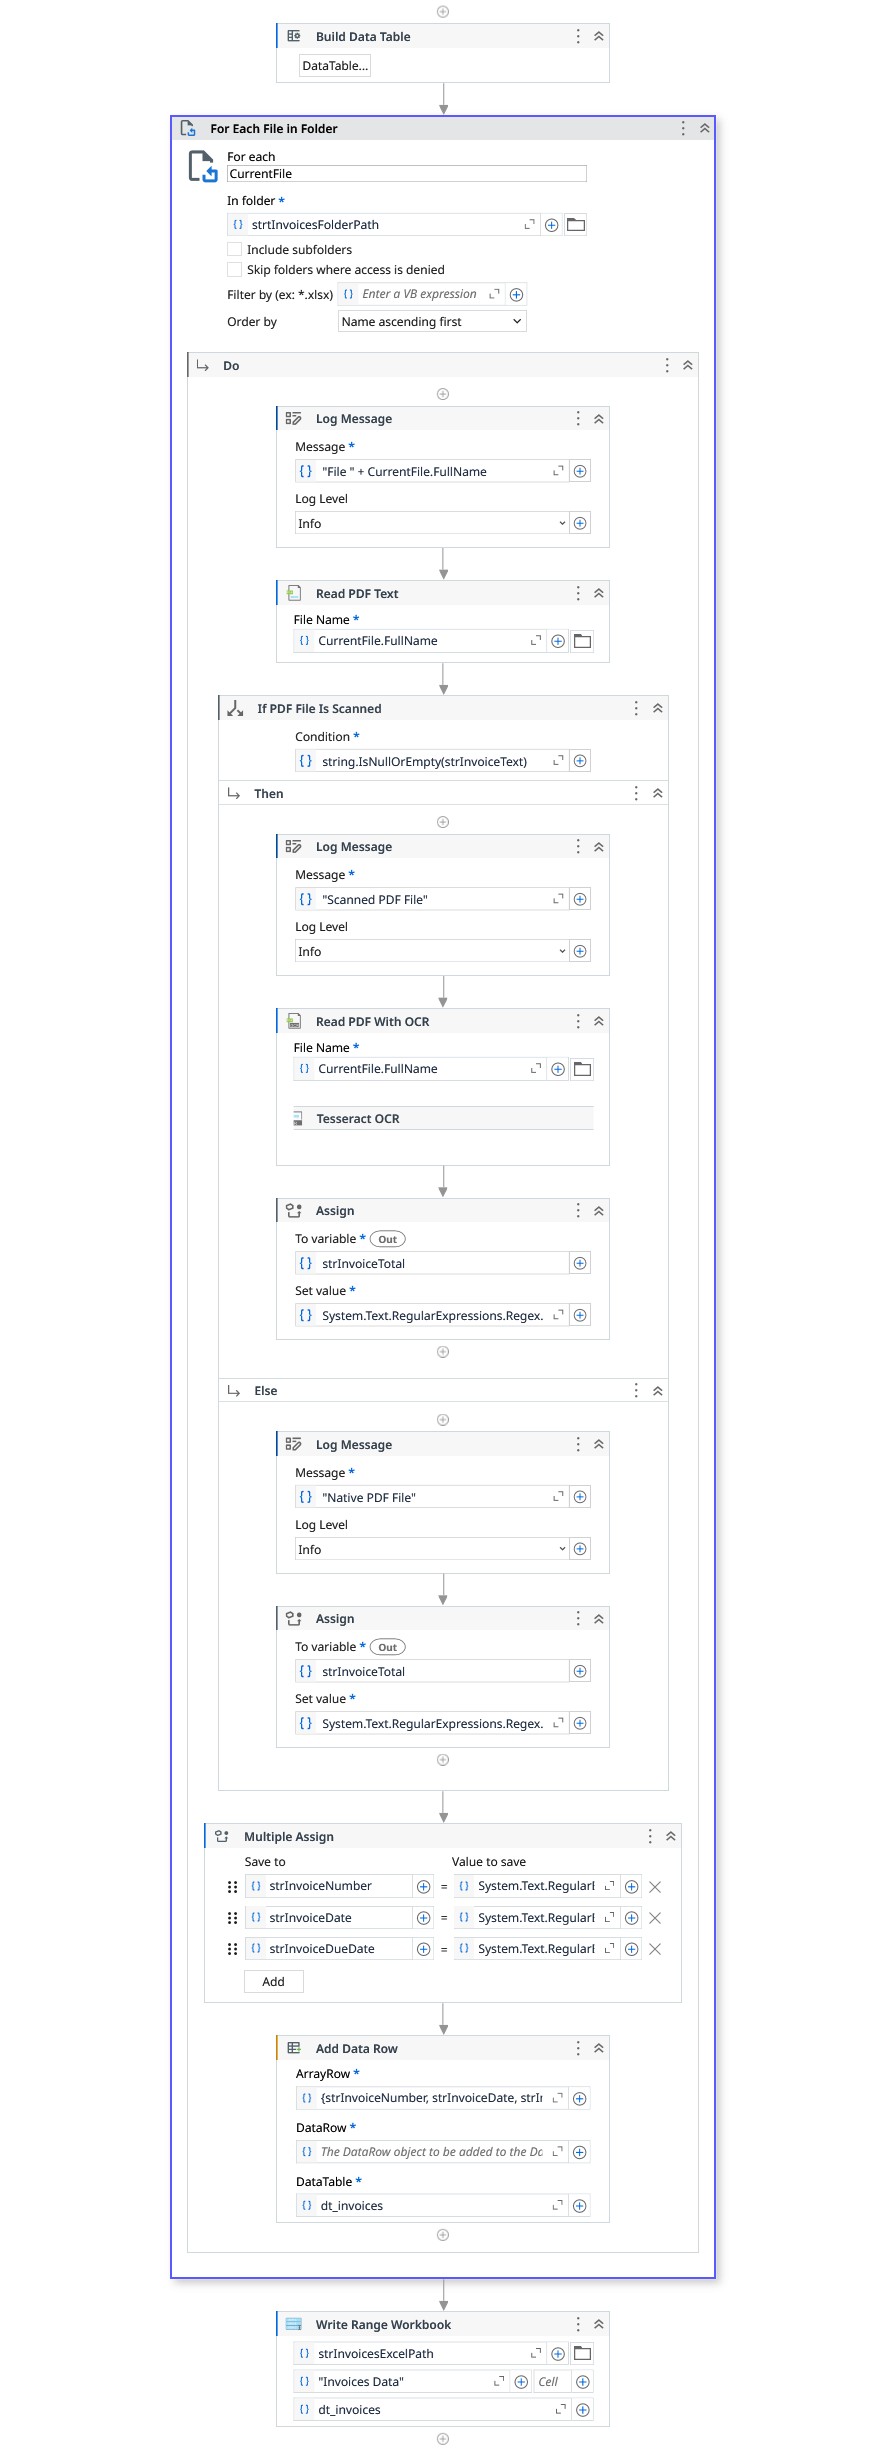 Build Data Table
DataTable...
For Each File in Folder
For each
CurrentFile
In folder *
strtInvoicesFolderPath
Include subfolders
Skip folders where access is denied
Filter by (ex: *.xlsx) Enter a VB expression
Order by Name ascending first
Do
Log Message
Message *
"File " + CurrentFile.FullName
Log Level
Info
Read PDF Text
File Name *
CurrentFile.FullName
If PDF File Is Scanned
Condition *
string.IsNullOrEmpty(strInvoiceText)
Then
Log Message
Message *
"Scanned PDF File"
Log Level
Info
Read PDF With OCR
File Name *
CurrentFile.FullName
Tesseract OCR
Assign
To variable * Out
strInvoiceTotal
Set value *
System.Text.RegularExpressions.Regex.
Else
Log Message
Message *
"Native PDF File"
Log Level
Info
Assign
To variable * Out
strInvoiceTotal
Set value *
System.Text.RegularExpressions.Regex.
Multiple Assign
Save to Value to save
strInvoiceNumber = System.Text.Regular
strInvoiceDate = System.Text.Regular
strInvoiceDueDate = System.Text.Regular
Add
Add Data Row
ArrayRow *
{strInvoiceNumber, strInvoiceDate, strI
DataRow *
The DataRow object to be added to the Da
DataTable *
dt_invoices
Write Range Workbook
strInvoicesExcelPath
"Invoices Data" Cell
dt_invoices